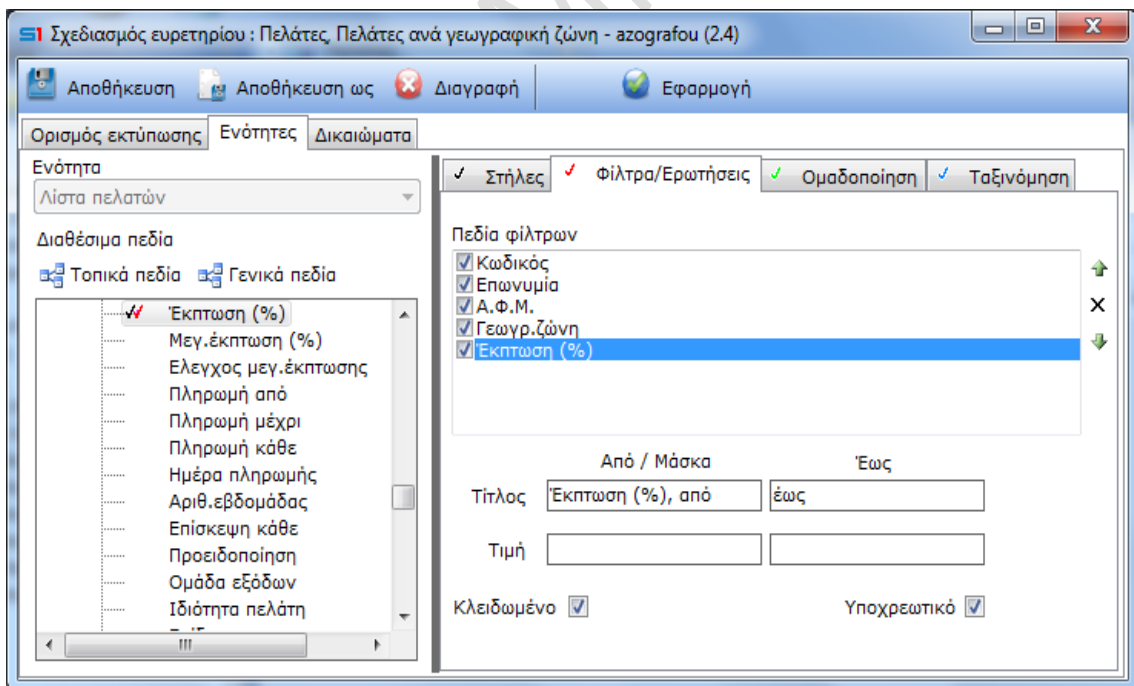 S1 Σχεδιασμός ευρετηρίου : Πελάτες, Πελάτες ανά γεωγραφική ζώνη - azografou (2.4)
Αποθήκευση Αποθήκευση ως Διαγραφή Εφαρμογή
Ορισμός εκτύπωσης Ενότητες Δικαιώματα
Ενότητα
Λίστα πελατών
Διαθέσιμα πεδία
Τοπικά πεδία Γενικά πεδία
Έκπτωση (%)
Μεγ.έκπτωση (%)
Ελεγχος μεγ.έκπτωσης
Πληρωμή από
Πληρωμή μέχρι
Πληρωμή κάθε
Ημέρα πληρωμής
Αριθ.εβδομάδας
Επίσκεψη κάθε
Προειδοποίηση
Ομάδα εξόδων
Ιδιότητα πελάτη
Στήλες Φίλτρα/Ερωτήσεις Ομαδοποίηση Ταξινόμηση
Πεδία φίλτρων
Κωδικός
Επωνυμία
Α.Φ.Μ.
Γεωγρ.ζώνη
Έκπτωση (%)
Από / Μάσκα Έως
Τίτλος Έκπτωση (%), από έως
Τιμή
Κλειδωμένο Υποχρεωτικό